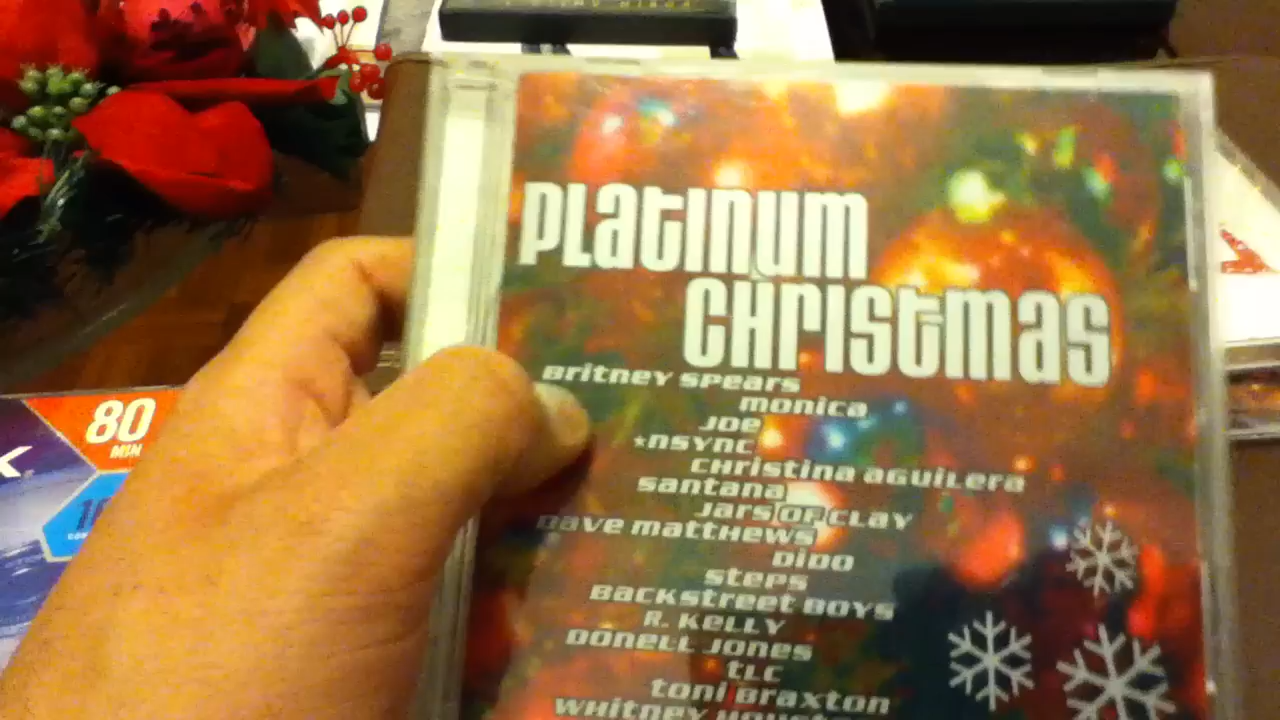 PLatinum
CHristmas
Britney Spears
monica
Joe
*nsync
Christina Aguilera
santana
Jars of Clay
Dave Matthews
Dido
steps
Backstreet Boys
R. Kelly
Donell Jones
tLC
toni Braxton
Whitney
80
MIN